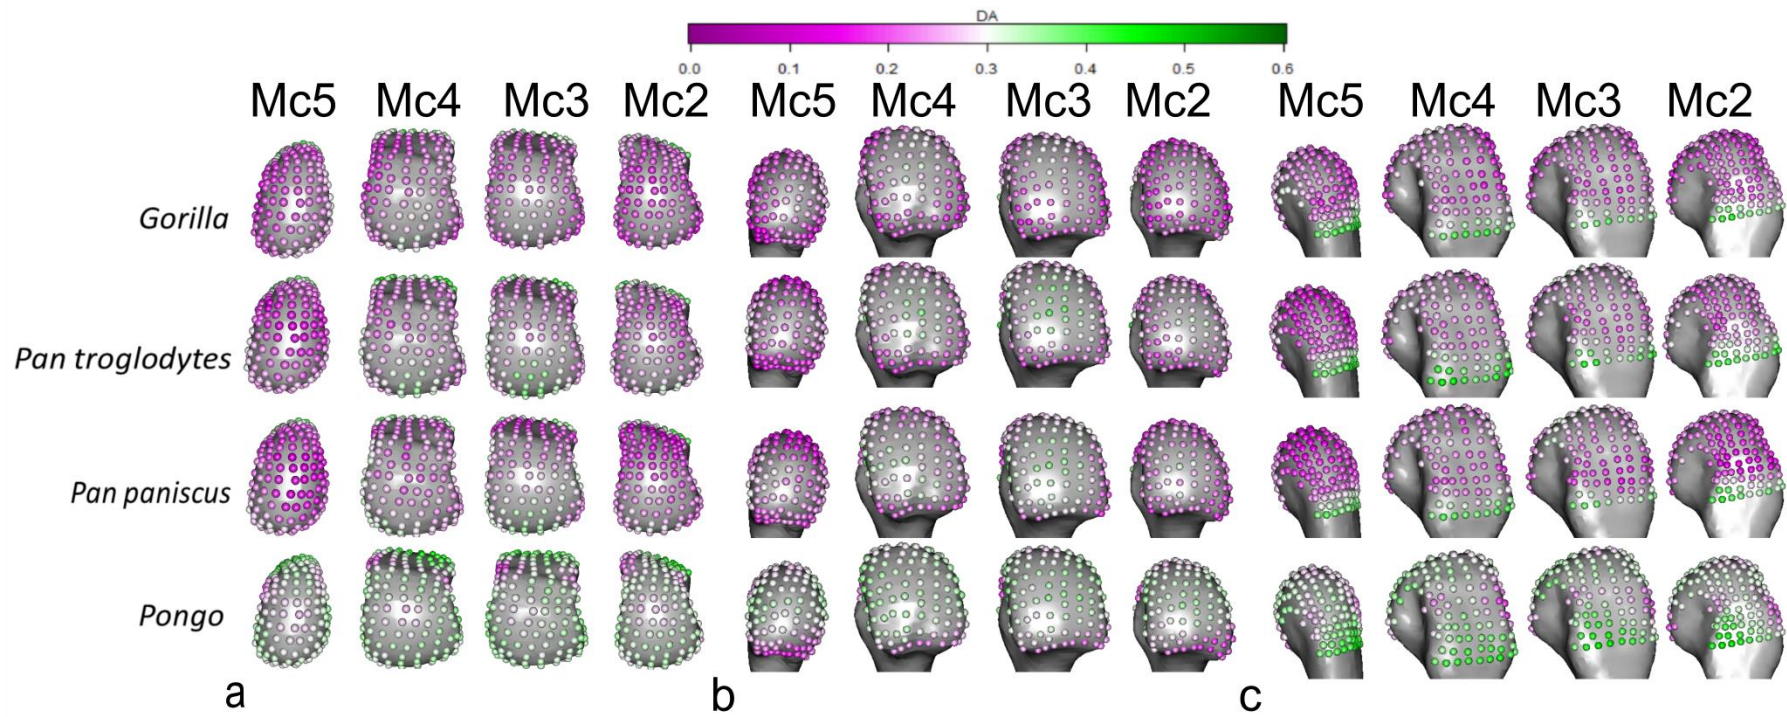 DA
0.0 0.1 0.2 0.3 0.4 0.5 0.6
Mc5 Mc4 Mc3 Mc2 Mc5 Mc4 Mc3 Mc2 Mc5 Mc4 Mc3 Mc2
Gorilla
Pan troglodytes
Pan paniscus
Pongo
a b c